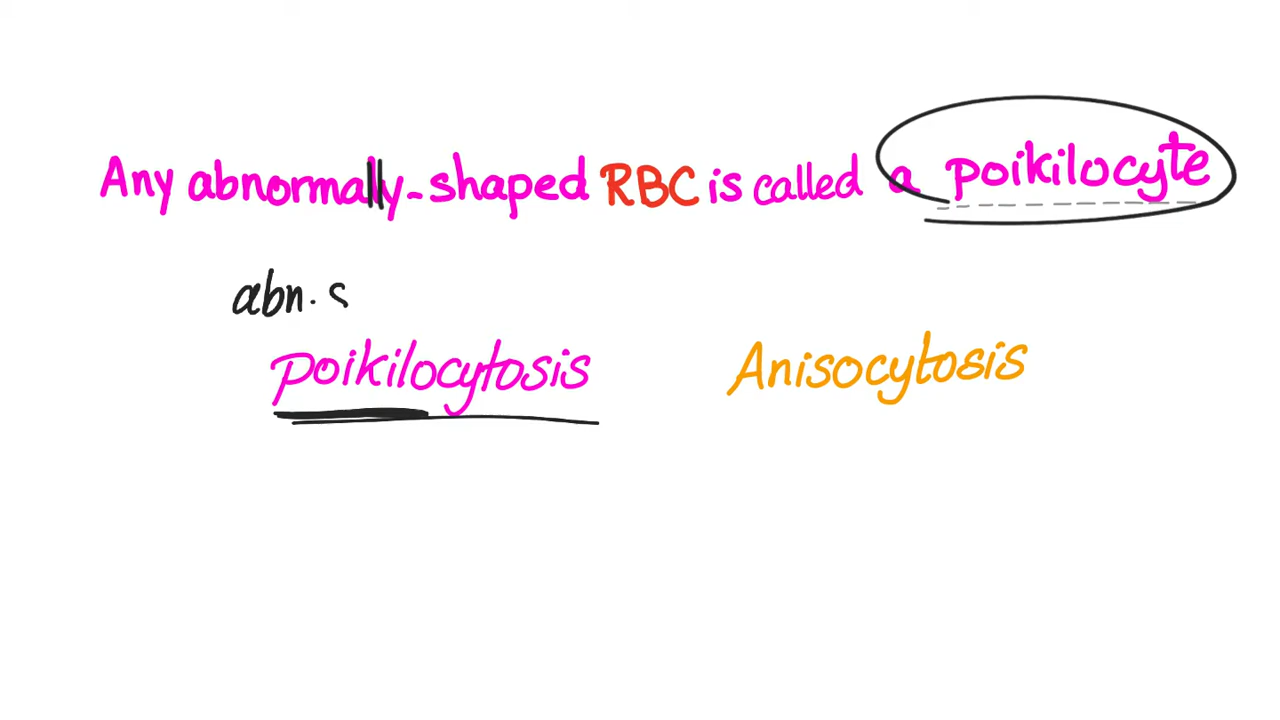 Any abnormally-shaped RBC is called a poikilocyte
abn. s
Poikilocytosis Anisocytosis